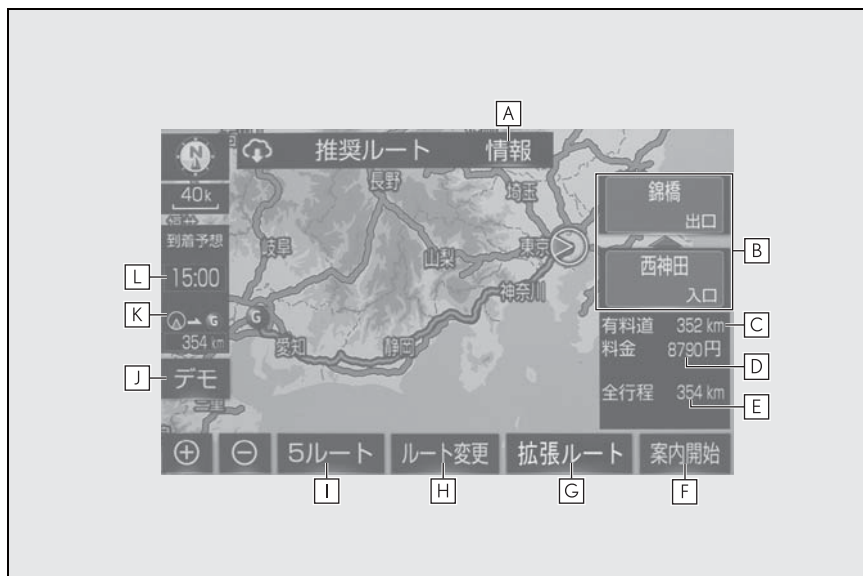 A
推奨ルート 情報
N
40k
長野
埼玉
錦橋
出口
B
到着予想
岐阜
山梨
東京
西神田
入口
L
15:00
神奈川
K
G
G
354 km
愛知
静岡
有料道 352 km
C
料金 8790円
D
J
デモ
三重
全行程 354 km
E
5ルート
ルート変更
拡張ルート
案内開始
I
H
G
F